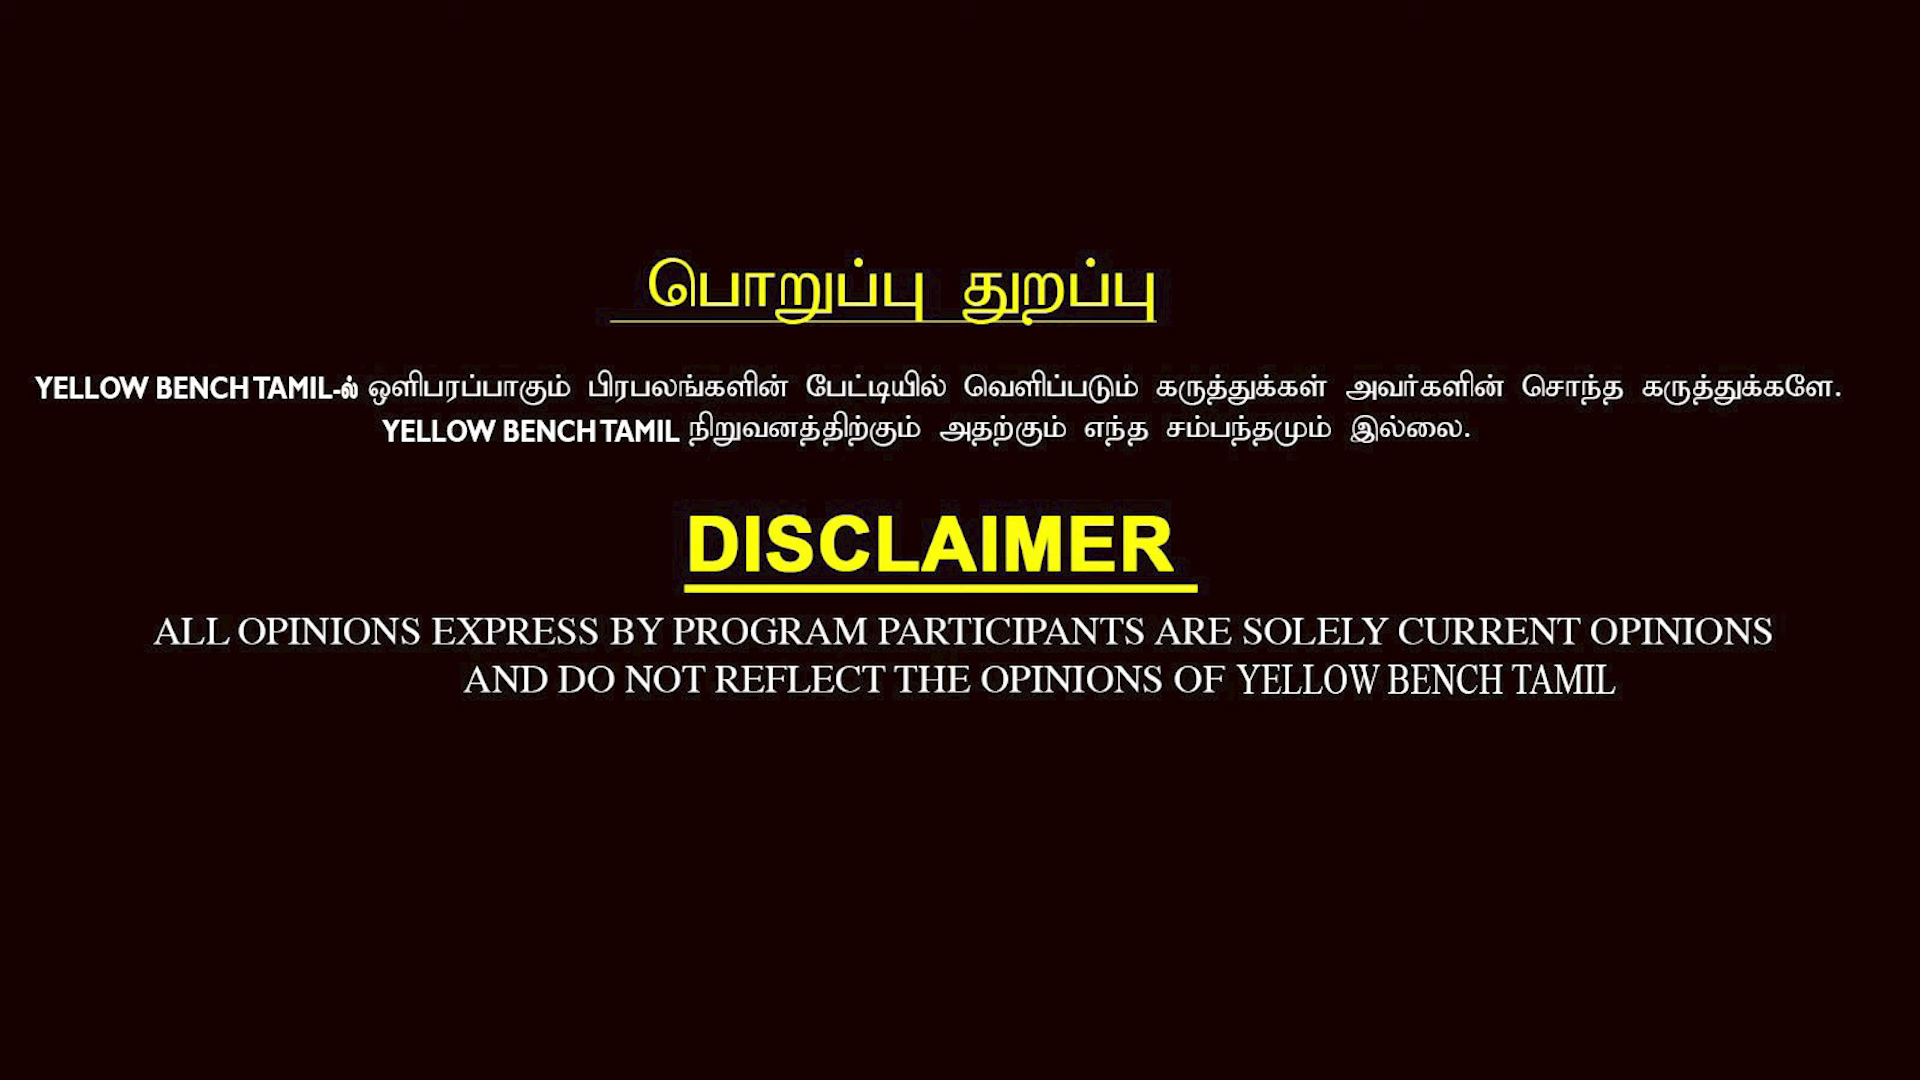 பொறுப்பு துறப்பு
YELLOW BENCH TAMIL-ல் ஒளிபரப்பாகும் பிரபலங்களின் பேட்டியில் வெளிப்படும் கருத்துக்கள் அவர்களின் சொந்த கருத்துக்களே.
YELLOW BENCH TAMIL நிறுவனத்திற்கும் அதற்கும் எந்த சம்பந்தமும் இல்லை.
DISCLAIMER
ALL OPINIONS EXPRESS BY PROGRAM PARTICIPANTS ARE SOLELY CURRENT OPINIONS
AND DO NOT REFLECT THE OPINIONS OF YELLOW BENCH TAMIL